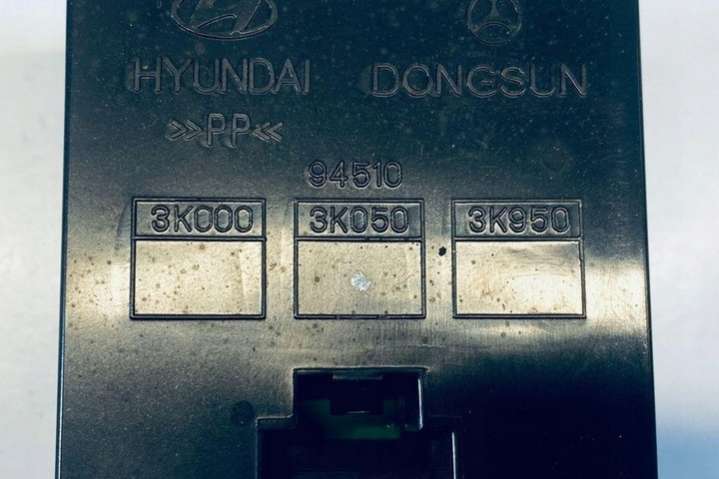 HYUNDAI DONGSUN
>>PP<<
94510
3K000 3K050 3K950